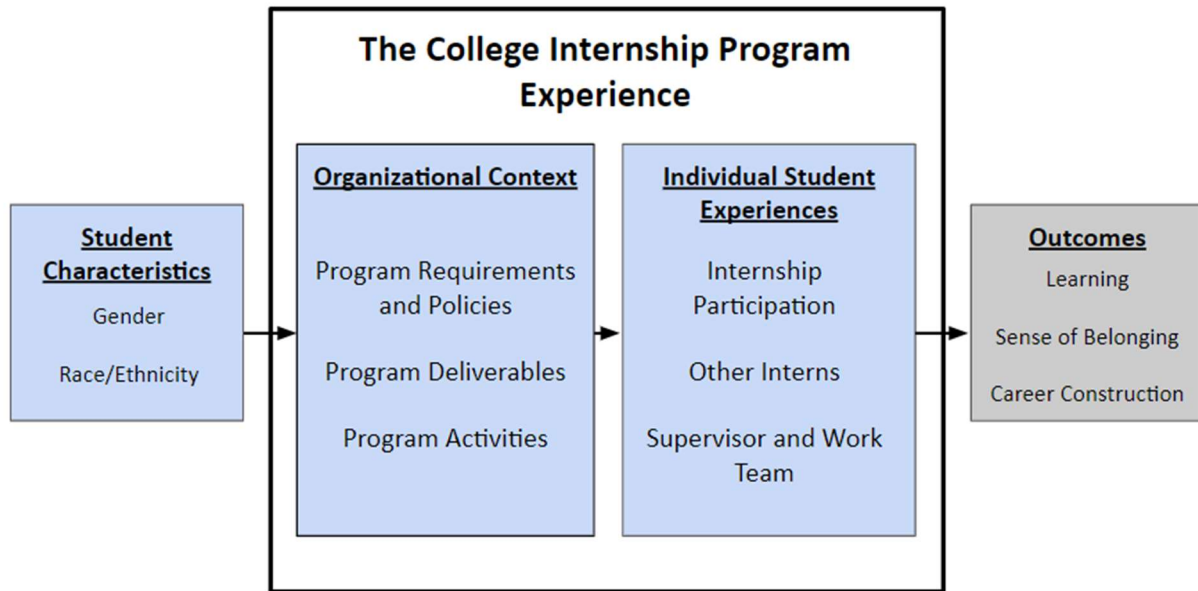 The College Internship Program
Experience
Student
Characteristics
Gender
Race/Ethnicity
Organizational Context
Program Requirements
and Policies
Program Deliverables
Program Activities
Individual Student
Experiences
Internship
Participation
Other Interns
Supervisor and Work
Team
Outcomes
Learning
Sense of Belonging
Career Construction